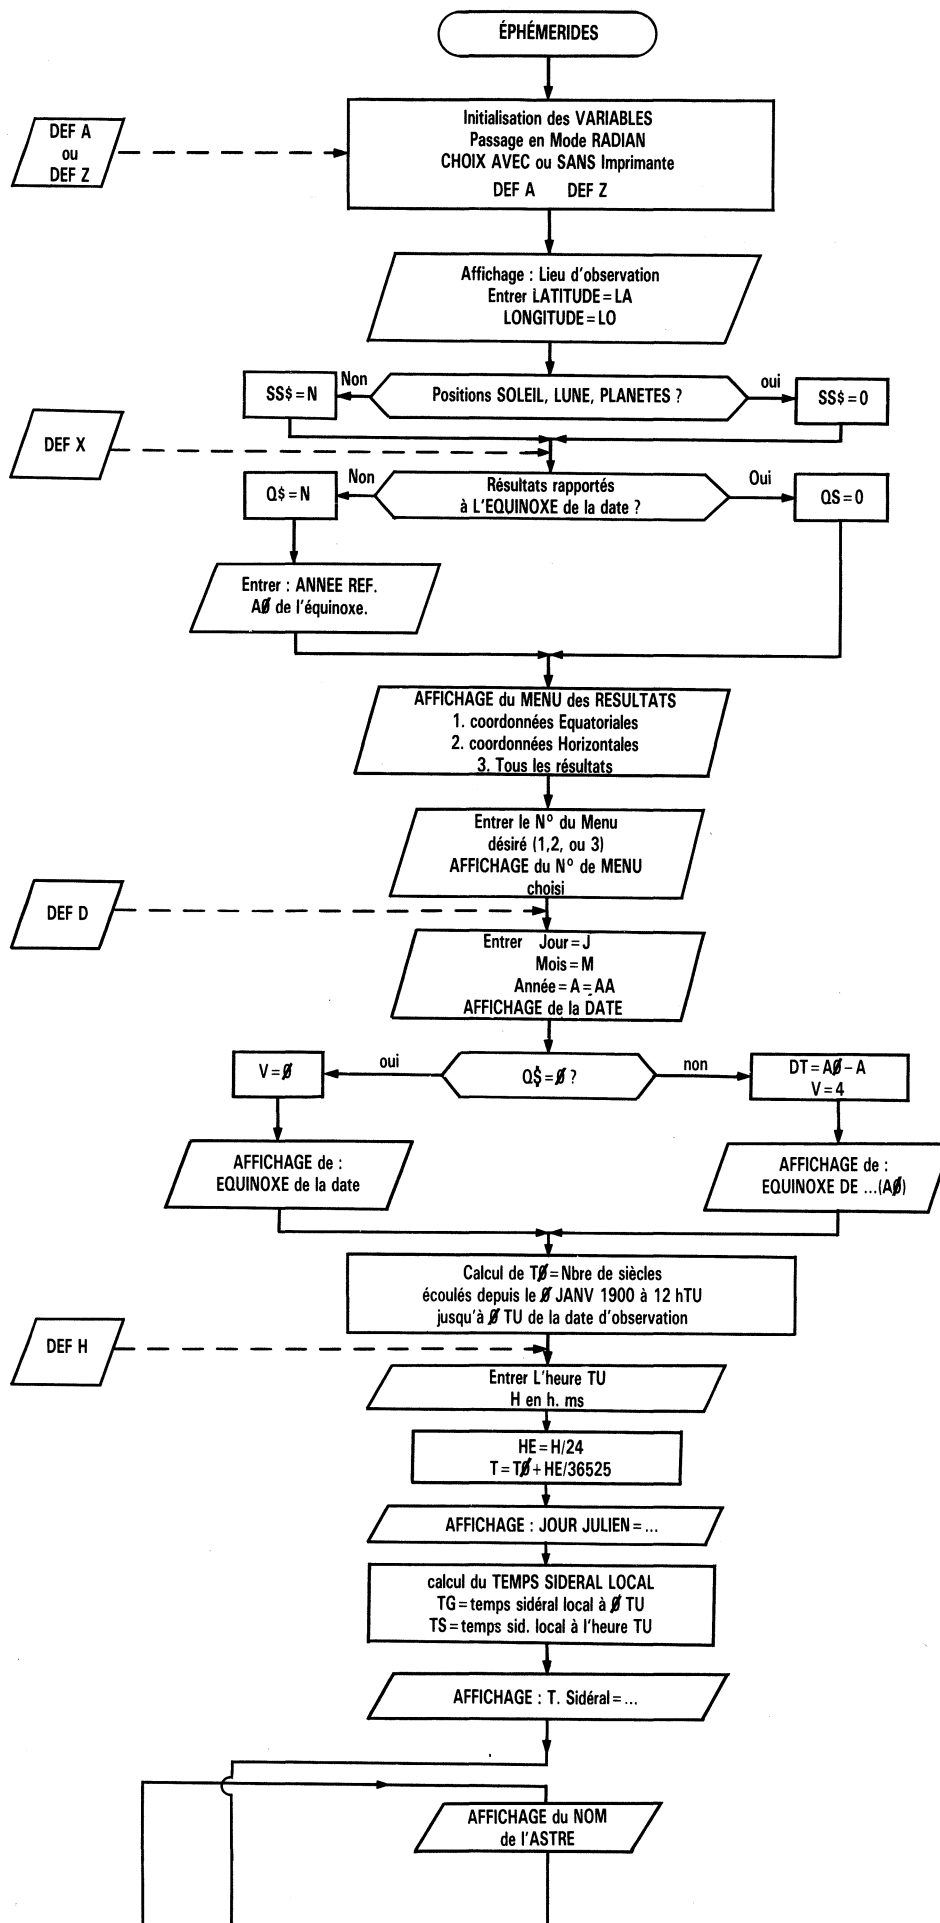 ÉPHÉMERIDES
DEF A
ou
DEF Z
Initialisation des VARIABLES
Passage en Mode RADIAN
CHOIX AVEC ou SANS Imprimante
DEF A DEF Z
Affichage : Lieu d'observation
Entrer LATITUDE = LA
LONGITUDE = LO
SS$ = N
Non
Positions SOLEIL, LUNE, PLANETES ?
oui
SS$ = 0
DEF X
Q$ = N
Non
Résultats rapportés
à L'EQUINOXE de la date ?
Oui
QS = 0
Entrer : ANNEE REF.
AØ de l'équinoxe.
AFFICHAGE du MENU des RESULTATS
1. coordonnées Equatoriales
2. coordonnées Horizontales
3. Tous les résultats
Entrer le Nº du Menu
désiré (1,2, ou 3)
AFFICHAGE du Nº de MENU
choisi
DEF D
Entrer Jour = J
Mois = M
Année = A = AA
AFFICHAGE de la DATE
V = Ø
oui
Q$ = Ø ?
non
DT = AØ – A
V = 4
AFFICHAGE de :
EQUINOXE de la date
AFFICHAGE de :
EQUINOXE DE ...(AØ)
Calcul de TØ = Nbre de siècles
écoulés depuis le Ø JANV 1900 à 12 hTU
jusqu'à Ø TU de la date d'observation
DEF H
Entrer L'heure TU
H en h. ms
HE = H/24
T = TØ + HE/36525
AFFICHAGE : JOUR JULIEN = ...
calcul du TEMPS SIDERAL LOCAL
TG = temps sidéral local à Ø TU
TS = temps sid. local à l'heure TU
AFFICHAGE : T. Sidéral = ...
AFFICHAGE du NOM
de l'ASTRE